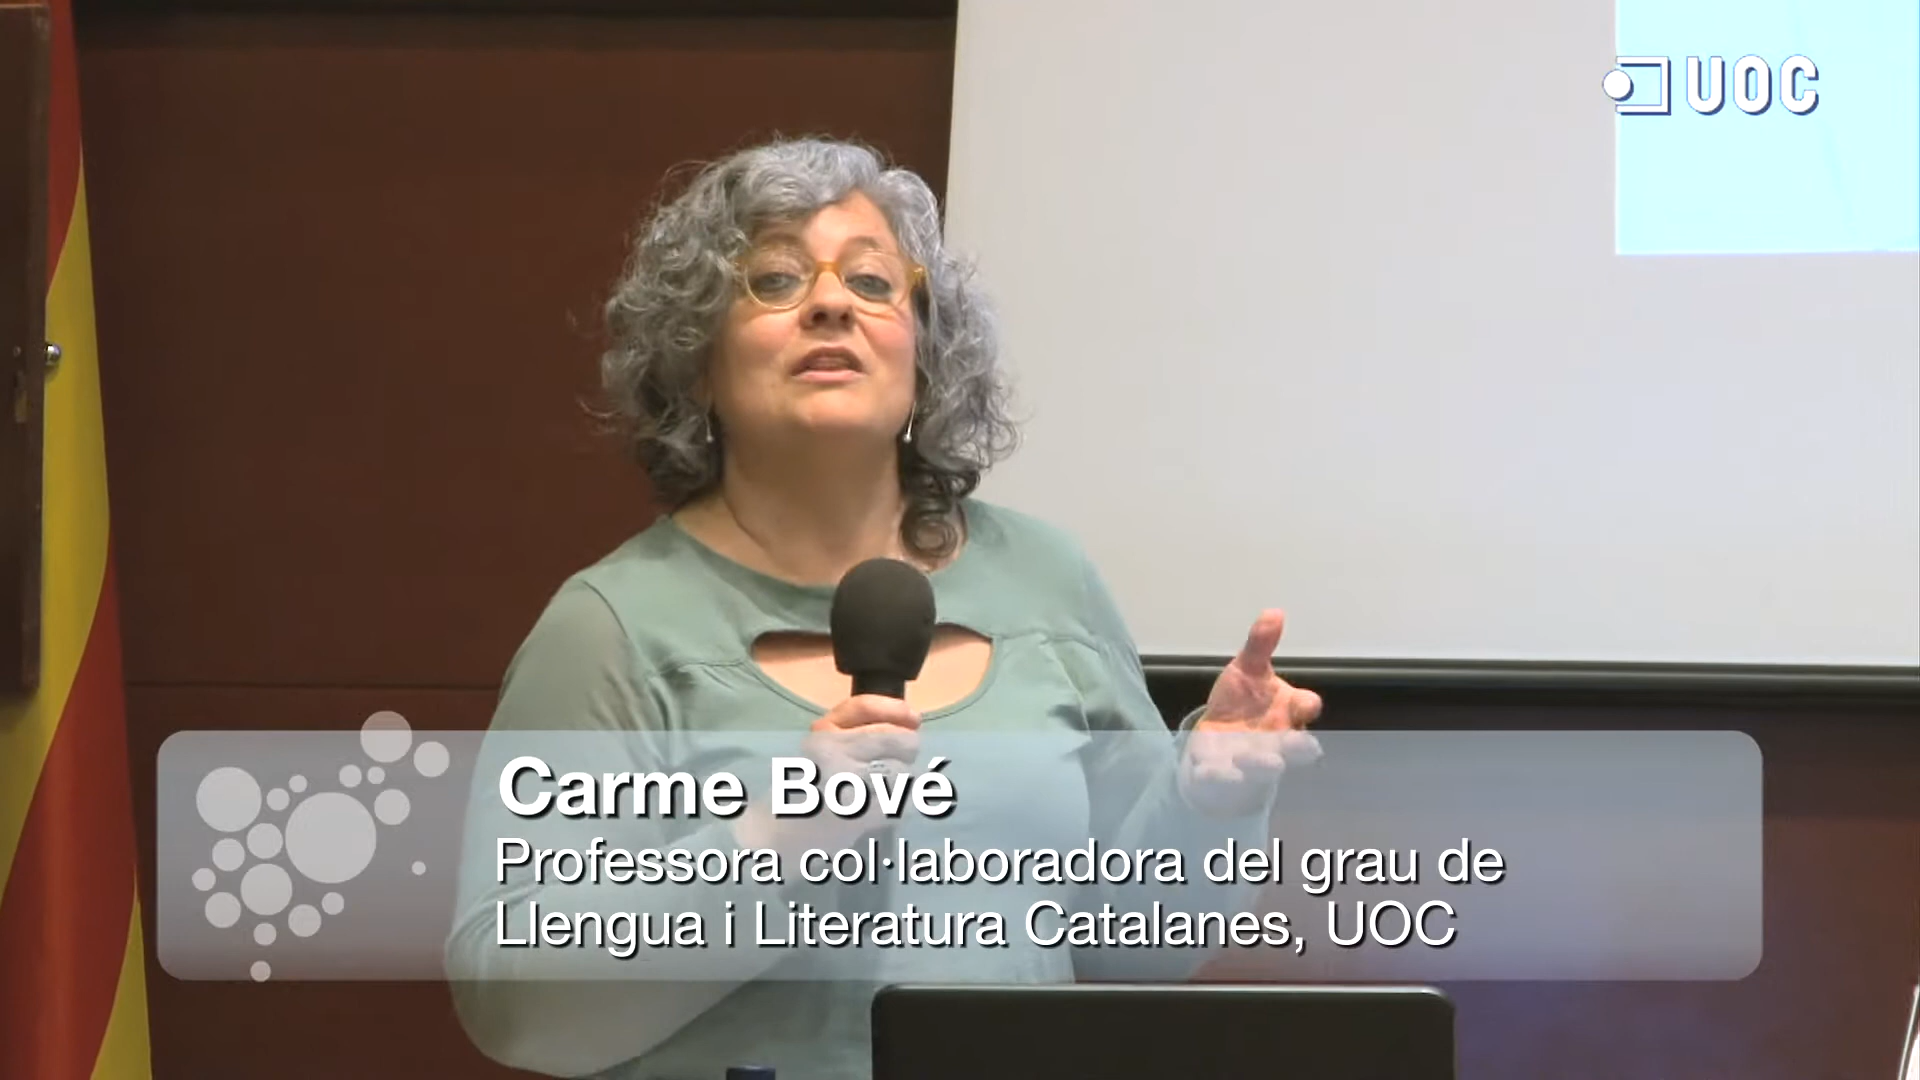 UOC
Carme Bové
Professora col·laboradora del grau de
Llengua i Literatura Catalanes, UOC